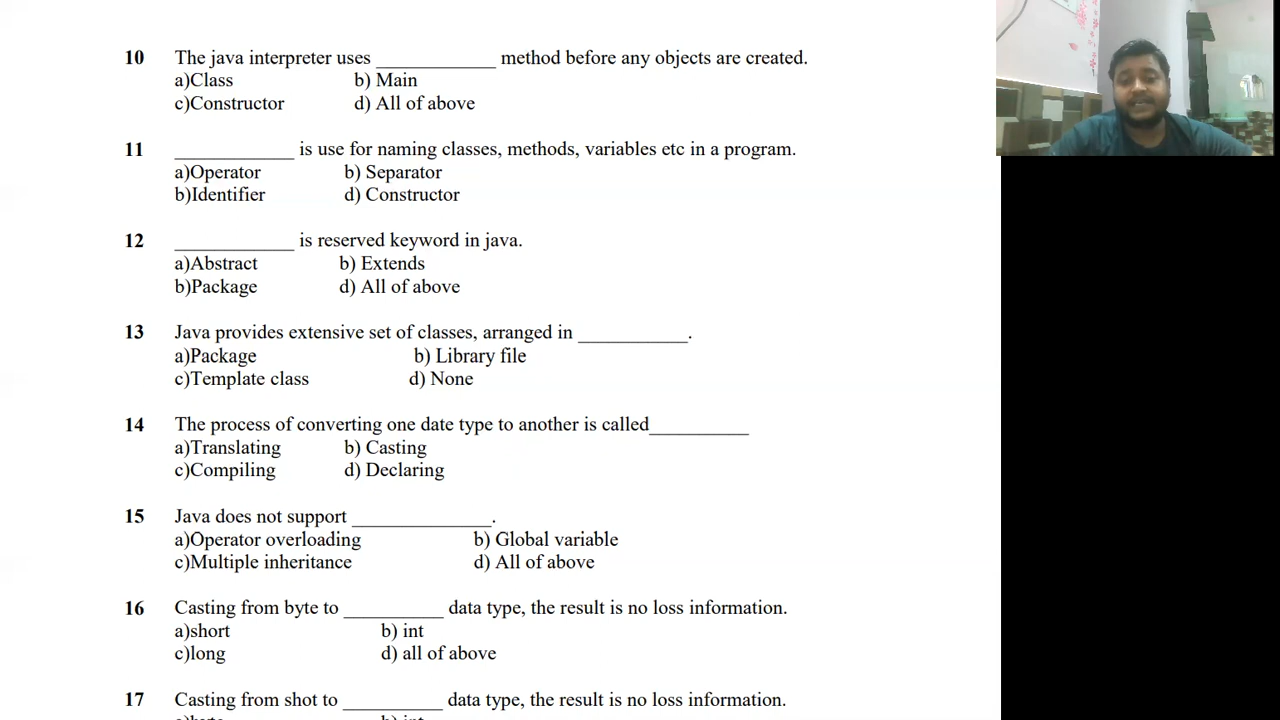 10 The java interpreter uses ____________ method before any objects are created.
a)Class b) Main
c)Constructor d) All of above
11 ____________ is use for naming classes, methods, variables etc in a program.
a)Operator b) Separator
b)Identifier d) Constructor
12 ____________ is reserved keyword in java.
a)Abstract b) Extends
b)Package d) All of above
13 Java provides extensive set of classes, arranged in ___________.
a)Package b) Library file
c)Template class d) None
14 The process of converting one date type to another is called__________
a)Translating b) Casting
c)Compiling d) Declaring
15 Java does not support ______________.
a)Operator overloading b) Global variable
c)Multiple inheritance d) All of above
16 Casting from byte to __________ data type, the result is no loss information.
a)short b) int
c)long d) all of above
17 Casting from shot to __________ data type, the result is no loss information.